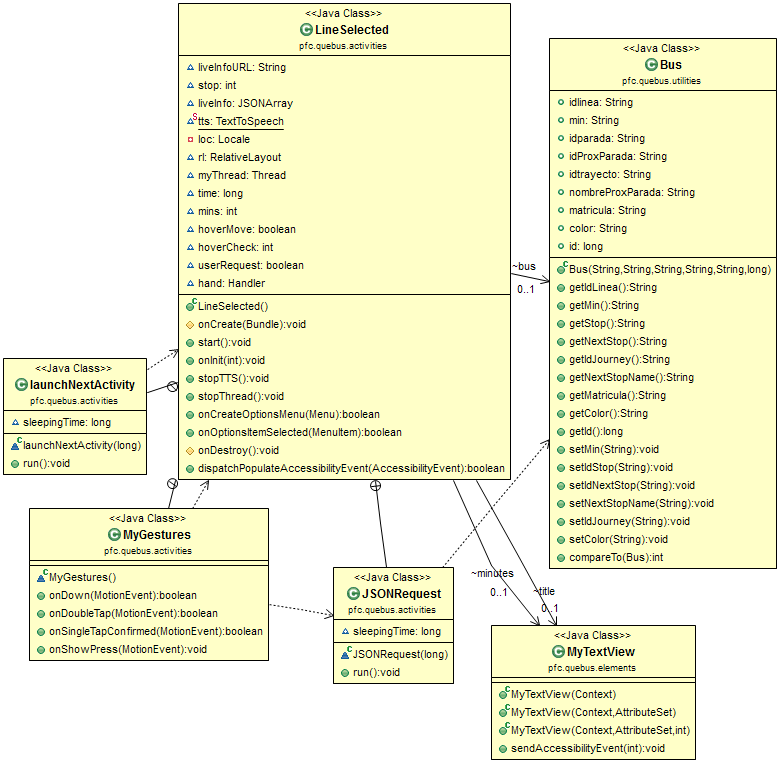 <<Java Class>>
LineSelected
pfc.quebus.activities
liveInfoURL: String
stop: int
liveInfo: JSONArray
tts: TextToSpeech
loc: Locale
rl: RelativeLayout
myThread: Thread
time: long
mins: int
hoverMove: boolean
hoverCheck: int
userRequest: boolean
hand: Handler
LineSelected()
onCreate(Bundle):void
start():void
onInit(int):void
stopTTS():void
stopThread():void
onCreateOptionsMenu(Menu):boolean
onOptionsItemSelected(MenuItem):boolean
onDestroy():void
dispatchPopulateAccessibilityEvent(AccessibilityEvent):boolean
~bus
0..1
<<Java Class>>
Bus
pfc.quebus.utilities
idlinea: String
min: String
idparada: String
idProxParada: String
idtrayecto: String
nombreProxParada: String
matricula: String
color: String
id: long
Bus(String,String,String,String,String,long)
getIdLinea():String
getMin():String
getStop():String
getNextStop():String
getIdJourney():String
getNextStopName():String
getMatricula():String
getColor():String
getId():long
setMin(String):void
setIdStop(String):void
setIdNextStop(String):void
setNextStopName(String):void
setIdJourney(String):void
setColor(String):void
compareTo(Bus):int
<<Java Class>>
launchNextActivity
pfc.quebus.activities
sleepingTime: long
launchNextActivity(long)
run():void
<<Java Class>>
MyGestures
pfc.quebus.activities
MyGestures()
onDown(MotionEvent):boolean
onDoubleTap(MotionEvent):boolean
onSingleTapConfirmed(MotionEvent):boolean
onShowPress(MotionEvent):void
<<Java Class>>
JSONRequest
pfc.quebus.activities
sleepingTime: long
JSONRequest(long)
run():void
~minutes
0..1
~title
0..1
<<Java Class>>
MyTextView
pfc.quebus.elements
MyTextView(Context)
MyTextView(Context,AttributeSet)
MyTextView(Context,AttributeSet,int)
sendAccessibilityEvent(int):void